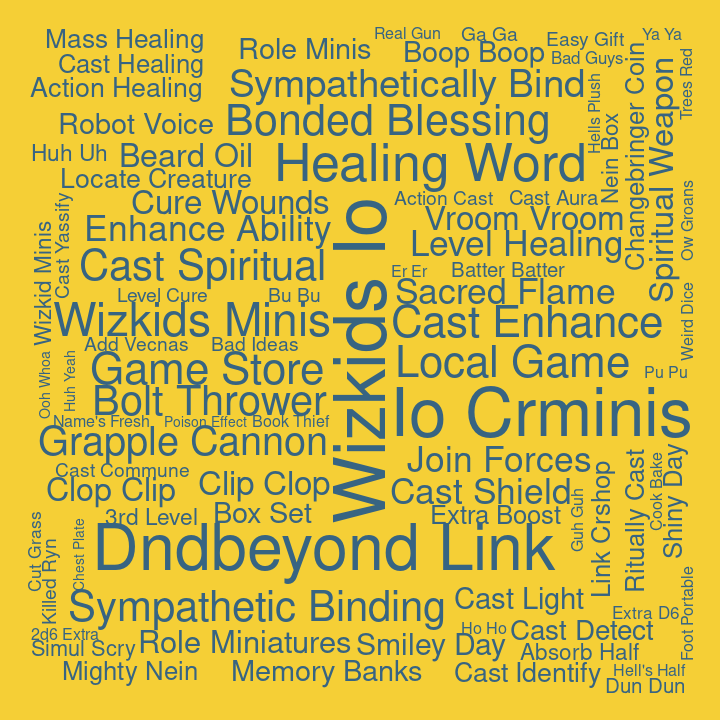 Mass Healing
Cast Healing
Action Healing
Role Minis
Real Gun
Ga Ga
Boop Boop
Easy Gift
Bad Guys
Ya Ya
Trees Red
Sympathetically Bind
Robot Voice
Bonded Blessing
Hells Plush
Nein Box
Changebringer Coin
Spiritual Weapon
Huh Uh
Beard Oil
Healing Word
Locate Creature
Cure Wounds
Action Cast
Cast Aura
Ow Groans
Wizkid Minis
Cast Yassify
Enhance Ability
Vroom Vroom
Level Healing
Cast Spiritual
Wizkids Io
Er Er
Batter Batter
Level Cure
Bu Bu
Sacred Flame
Weird Dice
Wizkids Minis
Cast Enhance
Add Vecnas
Bad Ideas
Ooh Whoa
Huh Yeah
Game Store
Local Game
Pu Pu
Bolt Thrower
Io Crminis
Name's Fresh
Poison Effect
Book Thief
Grapple Cannon
Join Forces
Cast Commune
Clop Clip
Clip Clop
Cast Shield
Guh Guh
Link Crshop
Ritually Cast
Cook Bake
Shiny Day
3rd Level
Box Set
Extra Boost
Cut Grass
Killed Ryn
Chest Plate
Dndbeyond Link
Sympathetic Binding
Cast Light
Foot Portable
Extra D6
2d6 Extra
Simul Scry
Role Miniatures
Smiley Day
Ho Ho
Cast Detect
Absorb Half
Mighty Nein
Memory Banks
Cast Identify
Hell's Half
Dun Dun